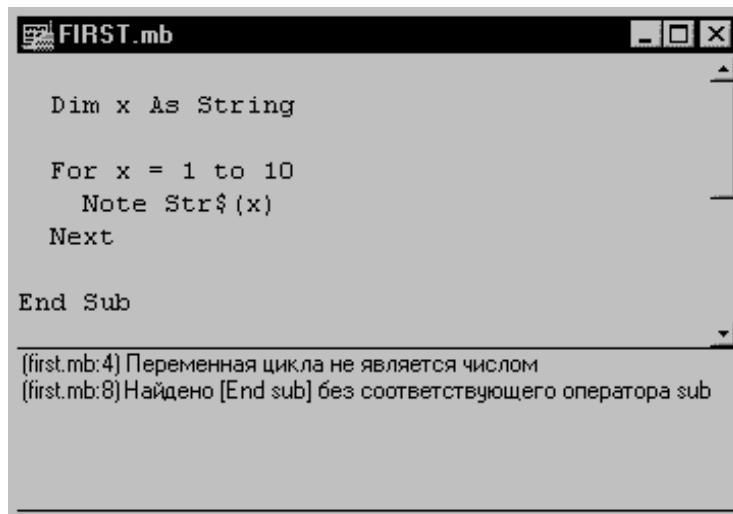 FIRST.mb
Dim x As String
For x = 1 to 10
Note Str$(x)
Next
End Sub
(first.mb:4) Переменная цикла не является числом
(first.mb:8) Найдено [End sub] без соответствующего оператора sub